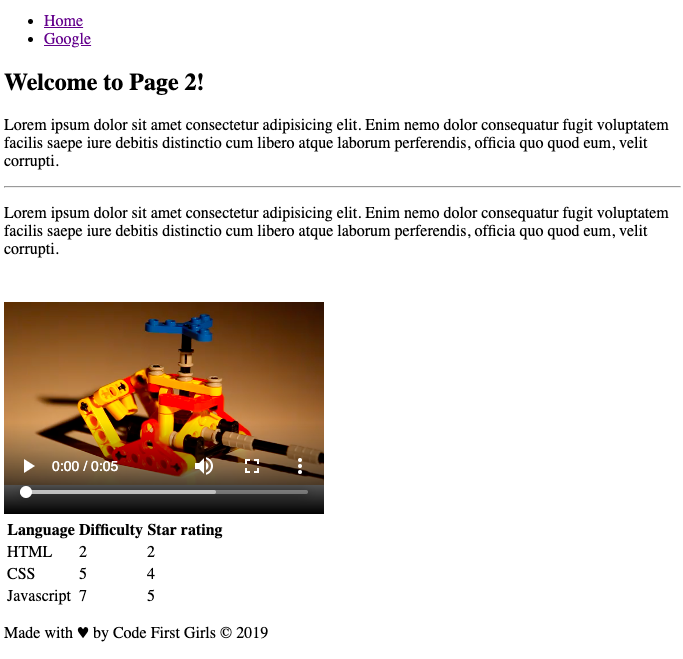 Home
Google
Welcome to Page 2!
Lorem ipsum dolor sit amet consectetur adipisicing elit. Enim nemo dolor consequatur fugit voluptatem
facilis saepe iure debitis distinctio cum libero atque laborum perferendis, officia quo quod eum, velit
corrupti.
Lorem ipsum dolor sit amet consectetur adipisicing elit. Enim nemo dolor consequatur fugit voluptatem
facilis saepe iure debitis distinctio cum libero atque laborum perferendis, officia quo quod eum, velit
corrupti.
0:00 / 0:05
Language Difficulty Star rating
HTML 2 2
CSS 5 4
Javascript 7 5
Made with ♥ by Code First Girls © 2019